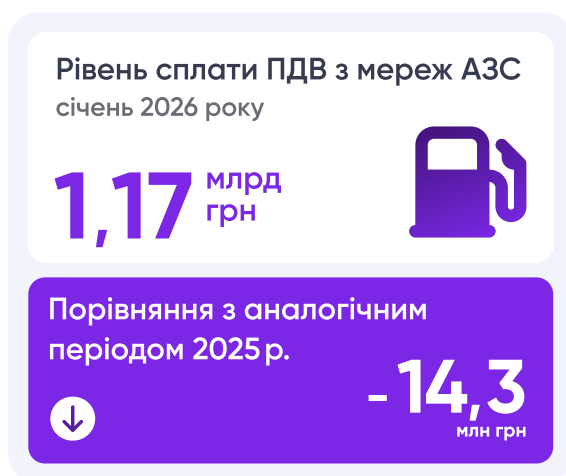 Рівень сплати ПДВ з мереж АЗС
січень 2026 року
1,17 млрд
грн
Порівняння з аналогічним
періодом 2025 р.
- 14,3
млн грн